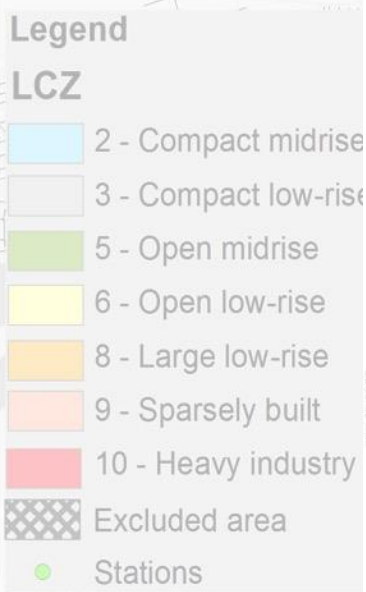 Legend
LCZ
2 - Compact midrise
3 - Compact low-rise
5 - Open midrise
6 - Open low-rise
8 - Large low-rise
9 - Sparsely built
10 - Heavy industry
Excluded area
Stations